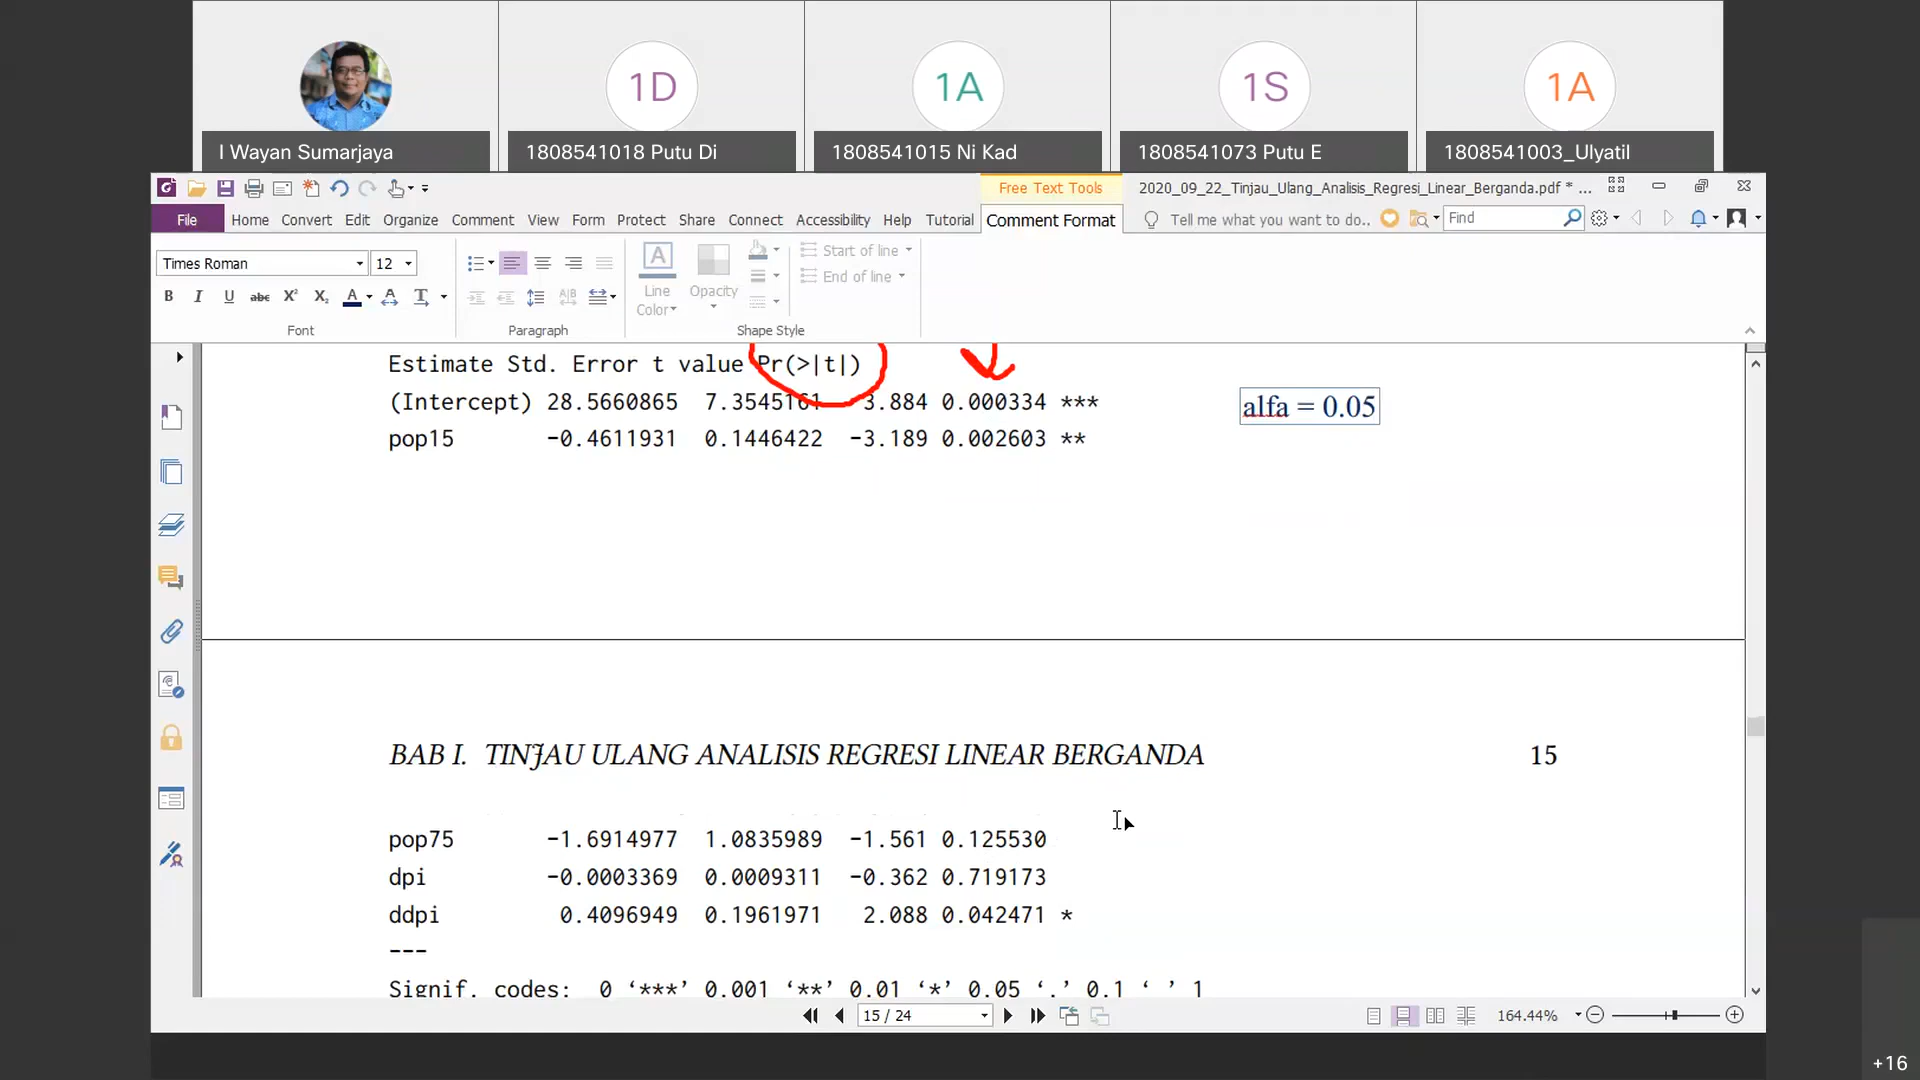 1D
1A
1S
1A
I Wayan Sumarjaya
1808541018 Putu Di
1808541015 Ni Kad
1808541073 Putu E
1808541003_Ulyatil
Free Text Tools
2020_09_22_Tinjau_Ulang_Analisis_Regresi_Linear_Berganda.pdf * ...
File Home Convert Edit Organize Comment View Form Protect Share Connect Accessibility Help Tutorial Comment Format Tell me what you want to do.. Find
Times Roman 12
Start of line
End of line
Line Color
Opacity
B I U abc X² X₂ A A T
Font Paragraph Shape Style
Estimate Std. Error t value Pr(>|t|)
(Intercept) 28.5660865 7.3545161 3.884 0.000334 ***
alfa = 0.05
pop15 -0.4611931 0.1446422 -3.189 0.002603 **
BAB I. TINJAU ULANG ANALISIS REGRESI LINEAR BERGANDA 15
pop75 -1.6914977 1.0835989 -1.561 0.125530
dpi -0.0003369 0.0009311 -0.362 0.719173
ddpi 0.4096949 0.1961971 2.088 0.042471 *
---
Signif. codes: 0 ‘***’ 0.001 ‘**’ 0.01 ‘*’ 0.05 ‘.’ 0.1 ‘ ’ 1
15 / 24
164.44%
+16